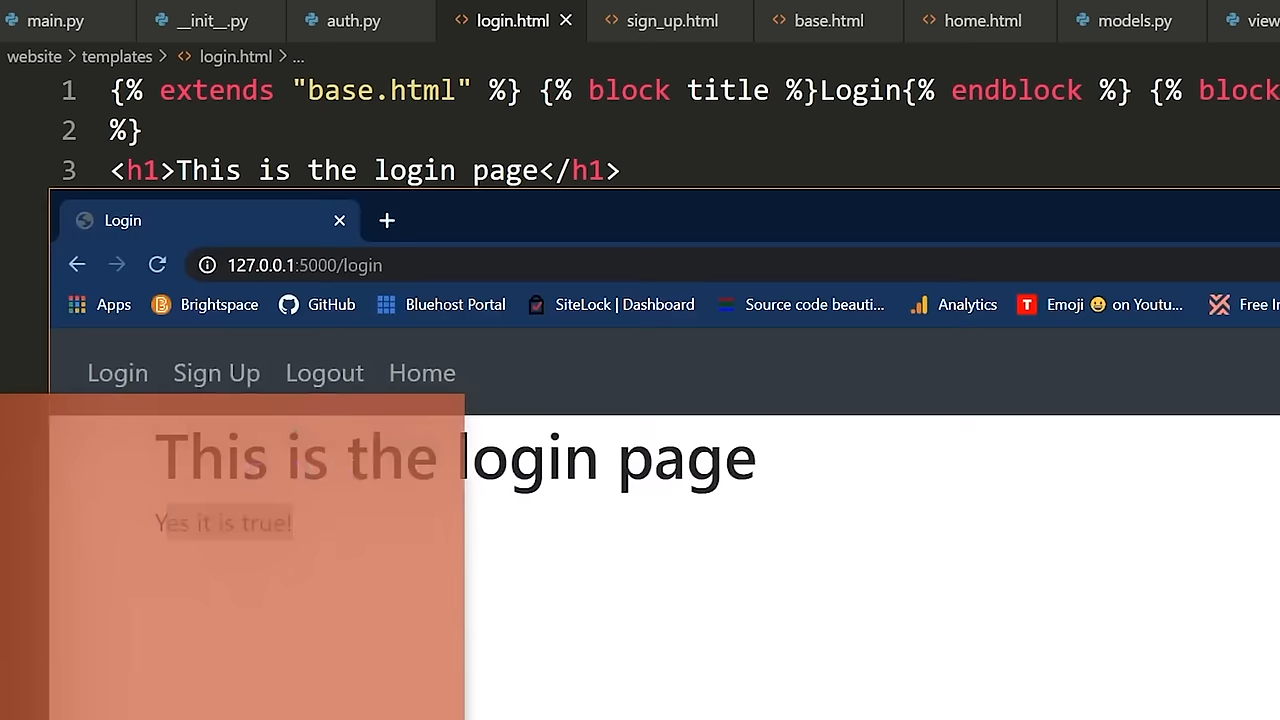 main.py __init__.py auth.py login.html sign_up.html base.html home.html models.py view
website > templates > login.html > ...
1 {% extends "base.html" %} {% block title %}Login{% endblock %} {% block
2 %}
3 <h1>This is the login page</h1>
Login
127.0.0.1:5000/login
Apps Brightspace GitHub Bluehost Portal SiteLock | Dashboard Source code beauti... Analytics T Emoji 😀 on Youtu... Free Ir
Login Sign Up Logout Home
This is the login page
Yes it is true!